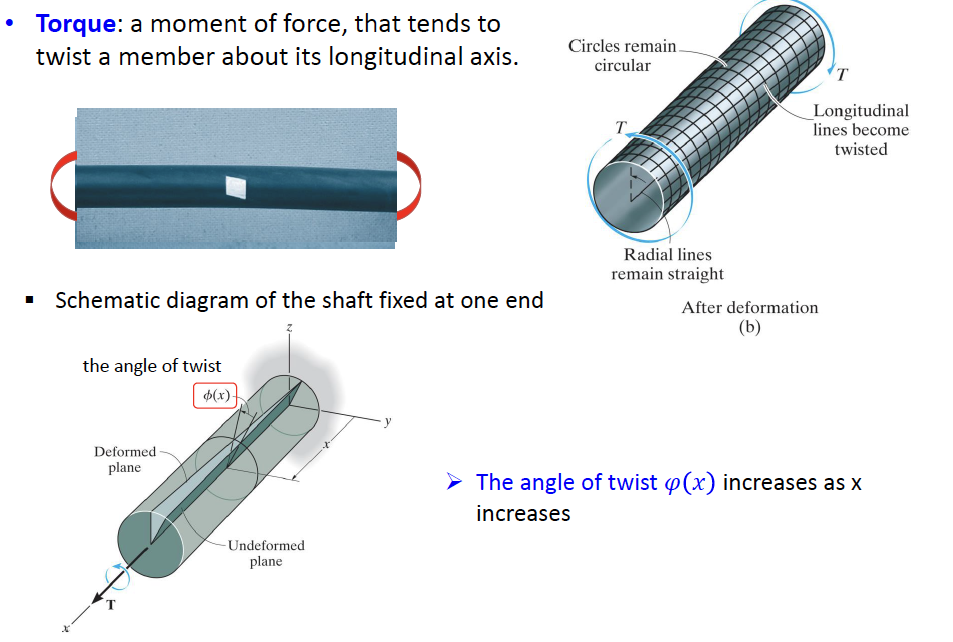 • Torque: a moment of force, that tends to
twist a member about its longitudinal axis.
Circles remain
circular
T
T
Longitudinal
lines become
twisted
Radial lines
remain straight
After deformation
(b)
▪ Schematic diagram of the shaft fixed at one end
z
the angle of twist
ϕ(x)
y
x
Deformed
plane
Undeformed
plane
T
x
➢ The angle of twist φ(x) increases as x
increases